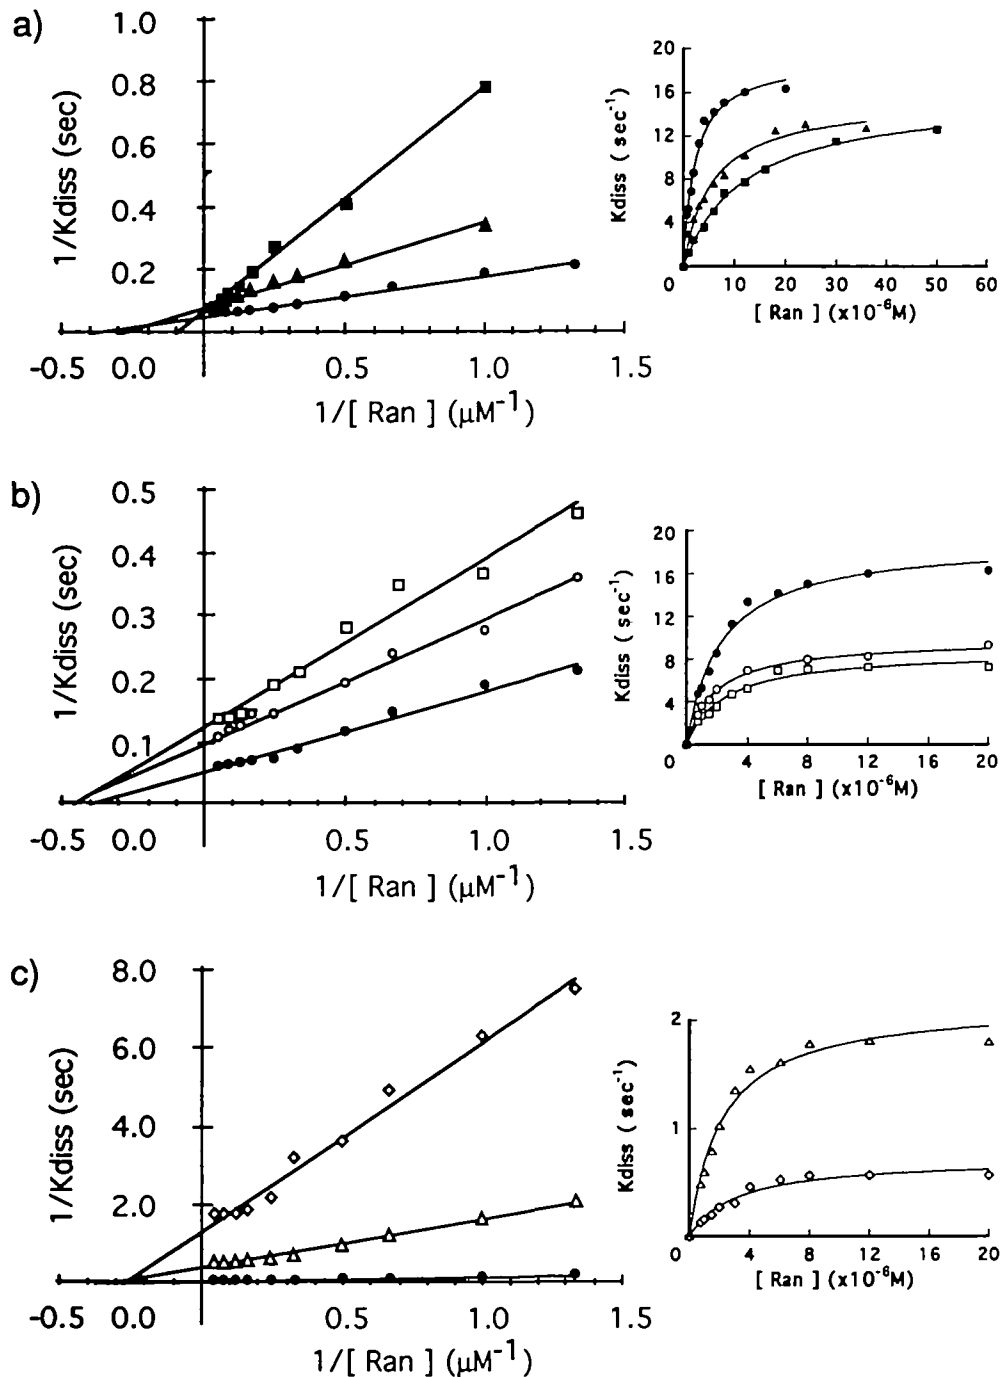 a)
1.0
0.8
0.6
0.4
0.2
1/Kdiss (sec)
-0.5 0.0 0.5 1.0 1.5
1/[ Ran ] (μM⁻¹)
20
16
12
8
4
0
Kdiss ( sec⁻¹)
10 20 30 40 50 60
[ Ran ] (x10⁻⁶M)
b)
0.5
0.4
0.3
0.2
0.1
1/Kdiss (sec)
-0.5 0.0 0.5 1.0 1.5
1/[ Ran ] (μM⁻¹)
20
16
12
8
4
Kdiss ( sec⁻¹)
0 4 8 12 16 20
[ Ran ] (x10⁻⁶M)
c)
8.0
6.0
4.0
2.0
1/Kdiss (sec)
-0.5 0.0 0.5 1.0 1.5
1/[ Ran ] (μM⁻¹)
2
1
Kdiss ( sec⁻¹)
0 4 8 12 16 20
[ Ran ] (x10⁻⁶M)